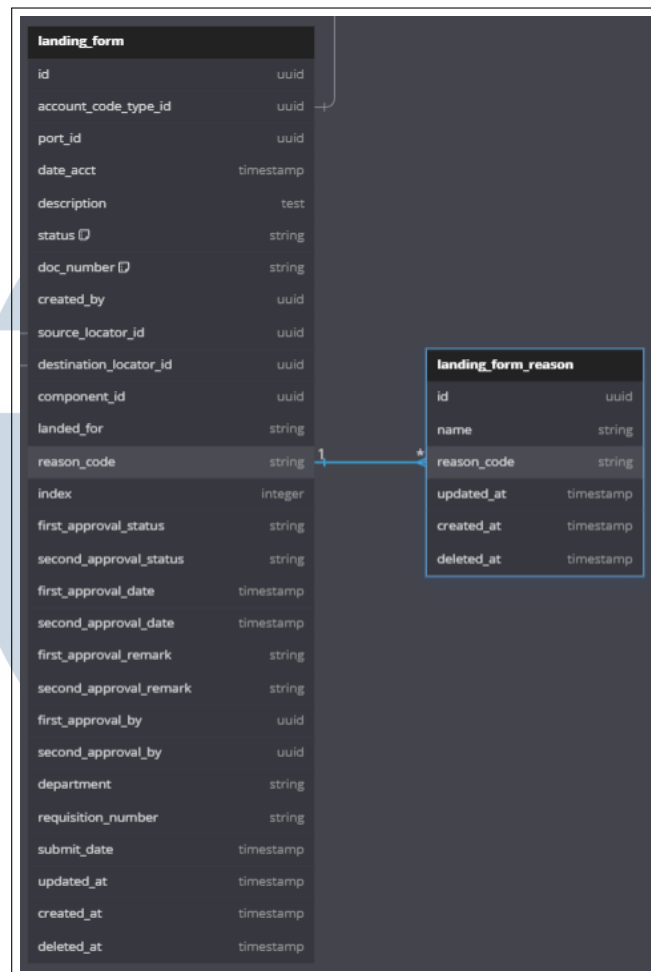 landing_form
id uuid
account_code_type_id uuid
port_id uuid
date_acct timestamp
description test
status string
doc_number string
created_by uuid
source_locator_id uuid
destination_locator_id uuid
component_id uuid
landed_for string
reason_code string 1
index integer
first_approval_status string
second_approval_status string
first_approval_date timestamp
second_approval_date timestamp
first_approval_remark string
second_approval_remark string
first_approval_by uuid
second_approval_by uuid
department string
requisition_number string
submit_date timestamp
updated_at timestamp
created_at timestamp
deleted_at timestamp
landing_form_reason
id uuid
name string
* reason_code string
updated_at timestamp
created_at timestamp
deleted_at timestamp